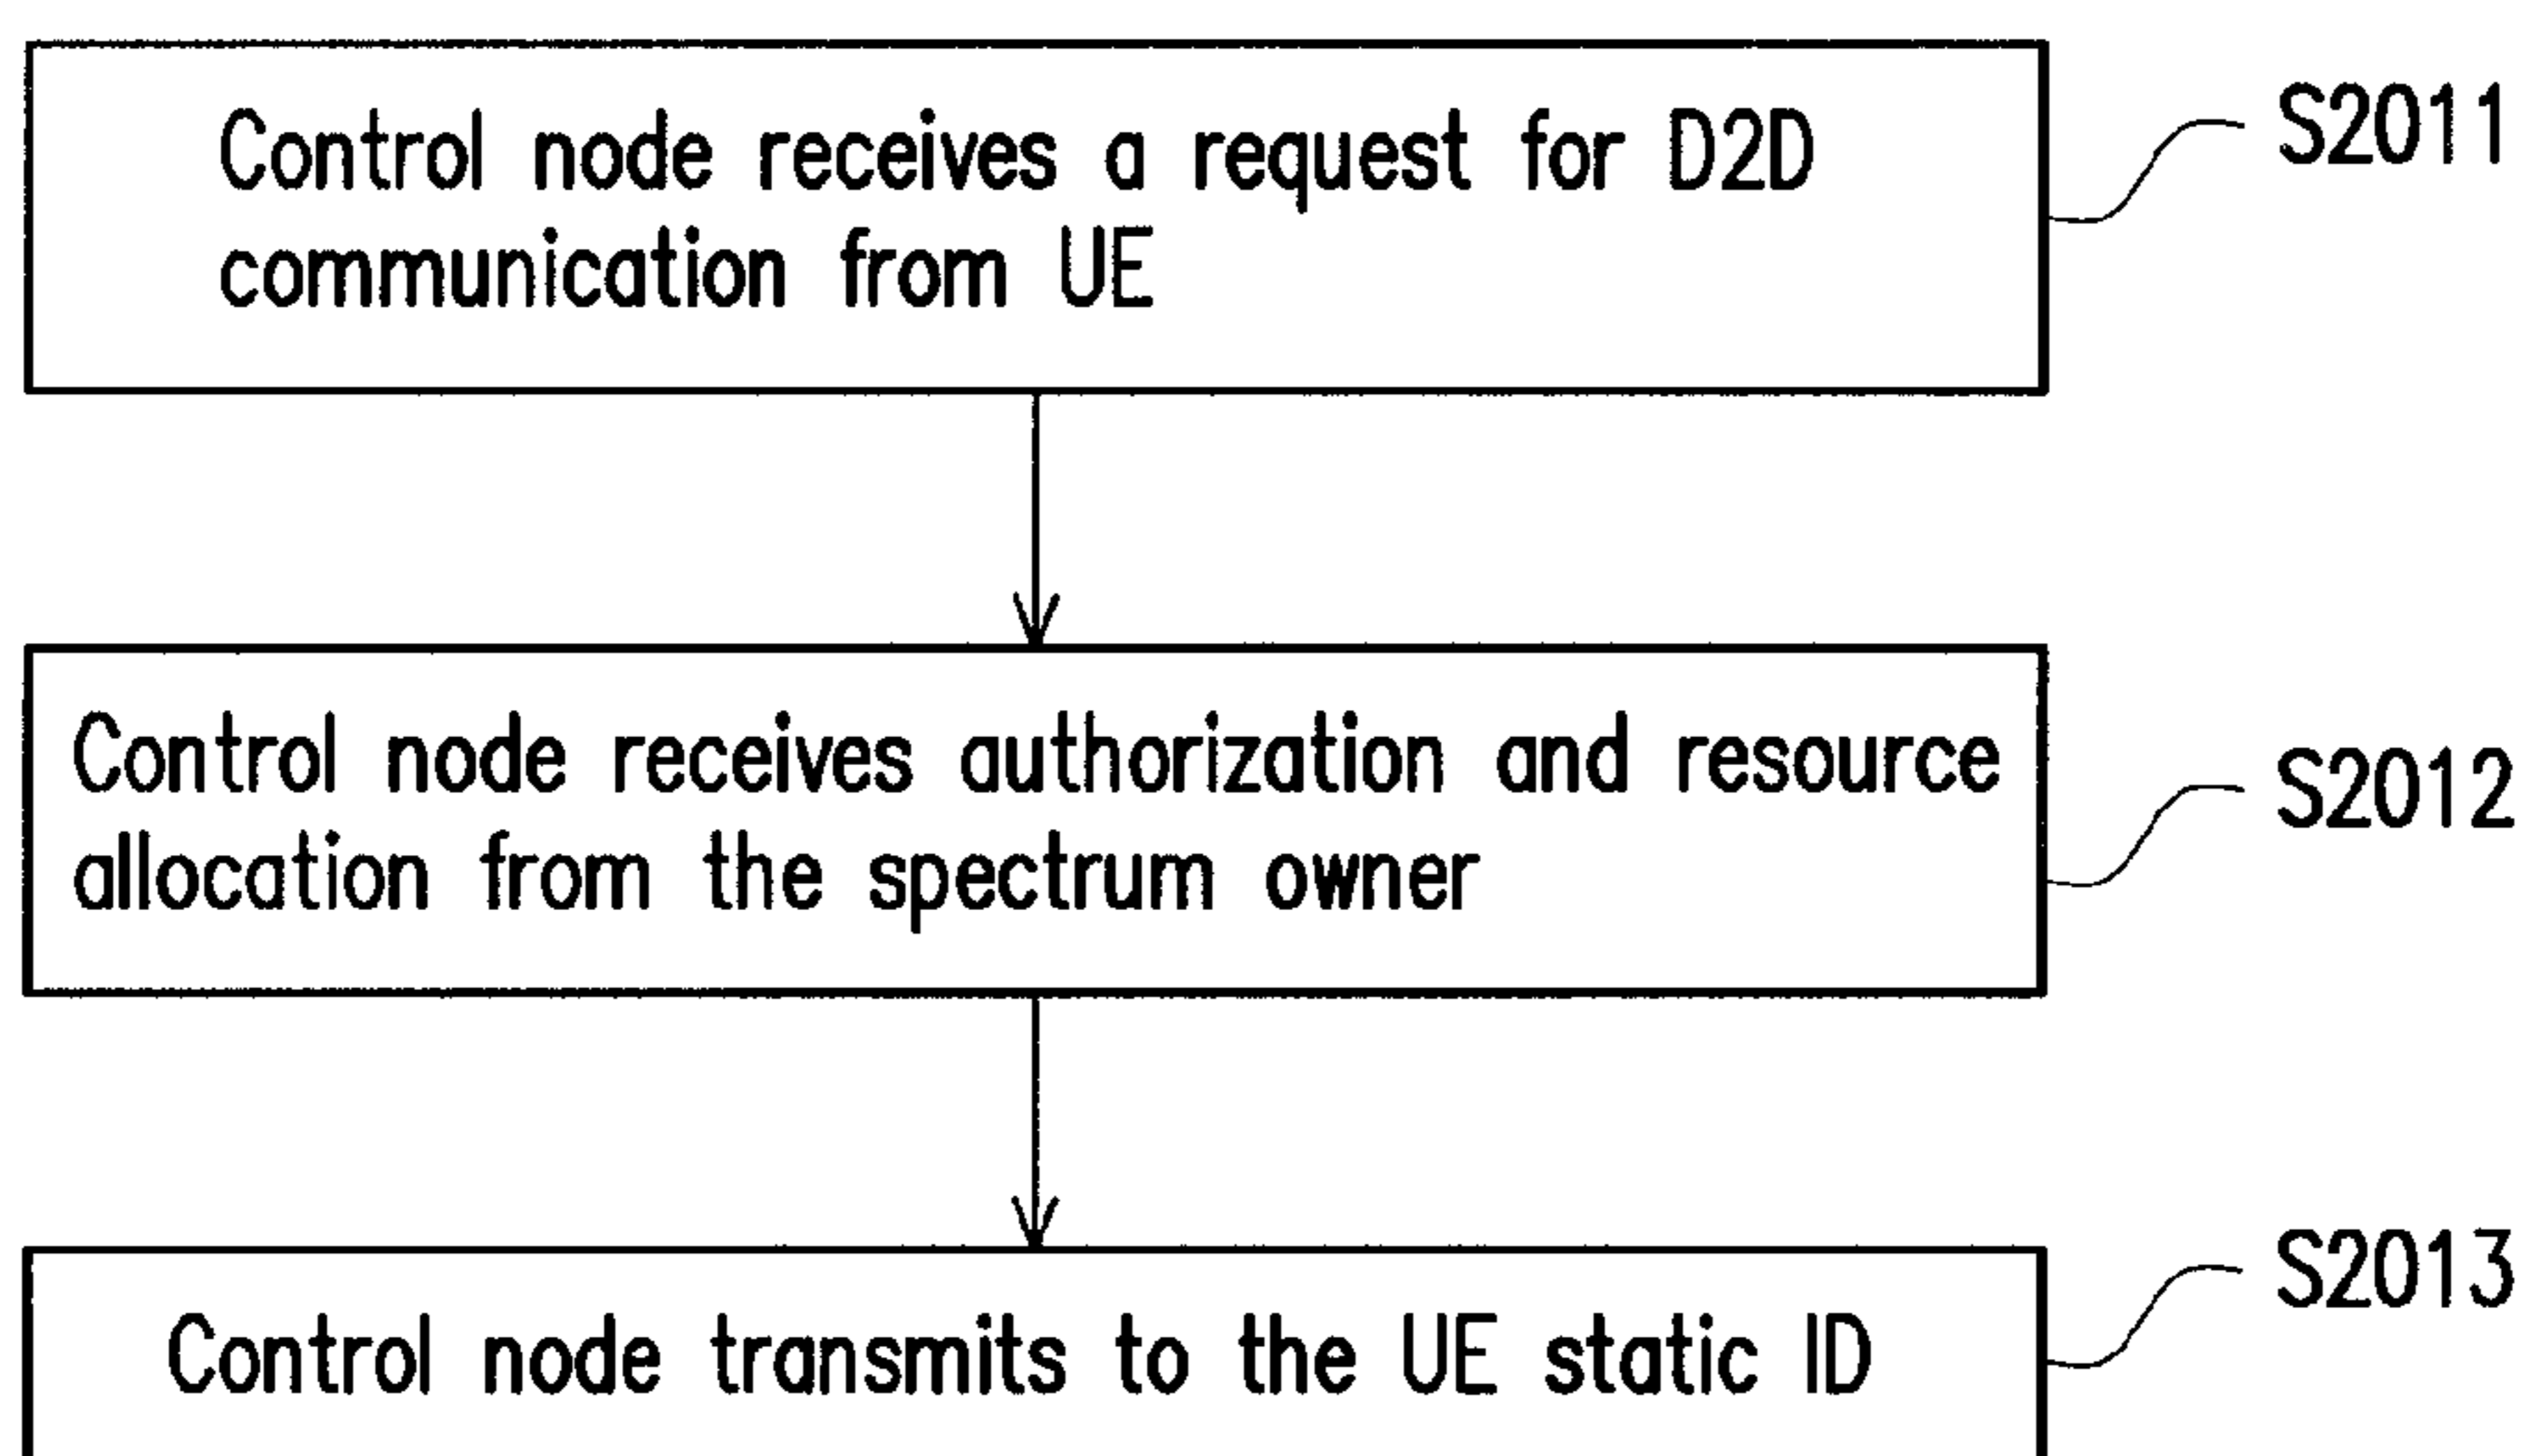 Control node receives a request for D2D
communication from UE
S2011
Control node receives authorization and resource
allocation from the spectrum owner
S2012
Control node transmits to the UE static ID
S2013